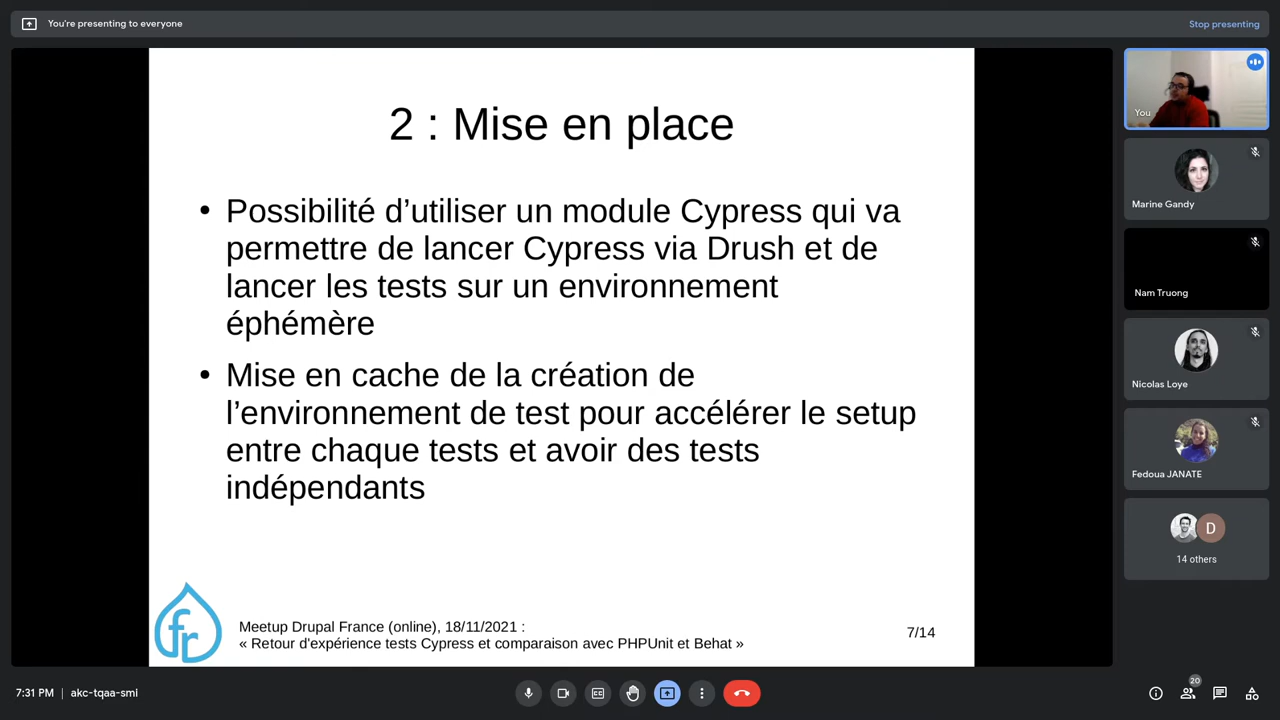 You're presenting to everyone
Stop presenting
2 : Mise en place
• Possibilité d’utiliser un module Cypress qui va
permettre de lancer Cypress via Drush et de
lancer les tests sur un environnement
éphémère
• Mise en cache de la création de
l’environnement de test pour accélérer le setup
entre chaque tests et avoir des tests
indépendants
fr
Meetup Drupal France (online), 18/11/2021 :
« Retour d'expérience tests Cypress et comparaison avec PHPUnit et Behat »
7/14
You
Marine Gandy
Nam Truong
Nicolas Loye
Fedoua JANATE
D
14 others
7:31 PM | akc-tqaa-smi
CC
20